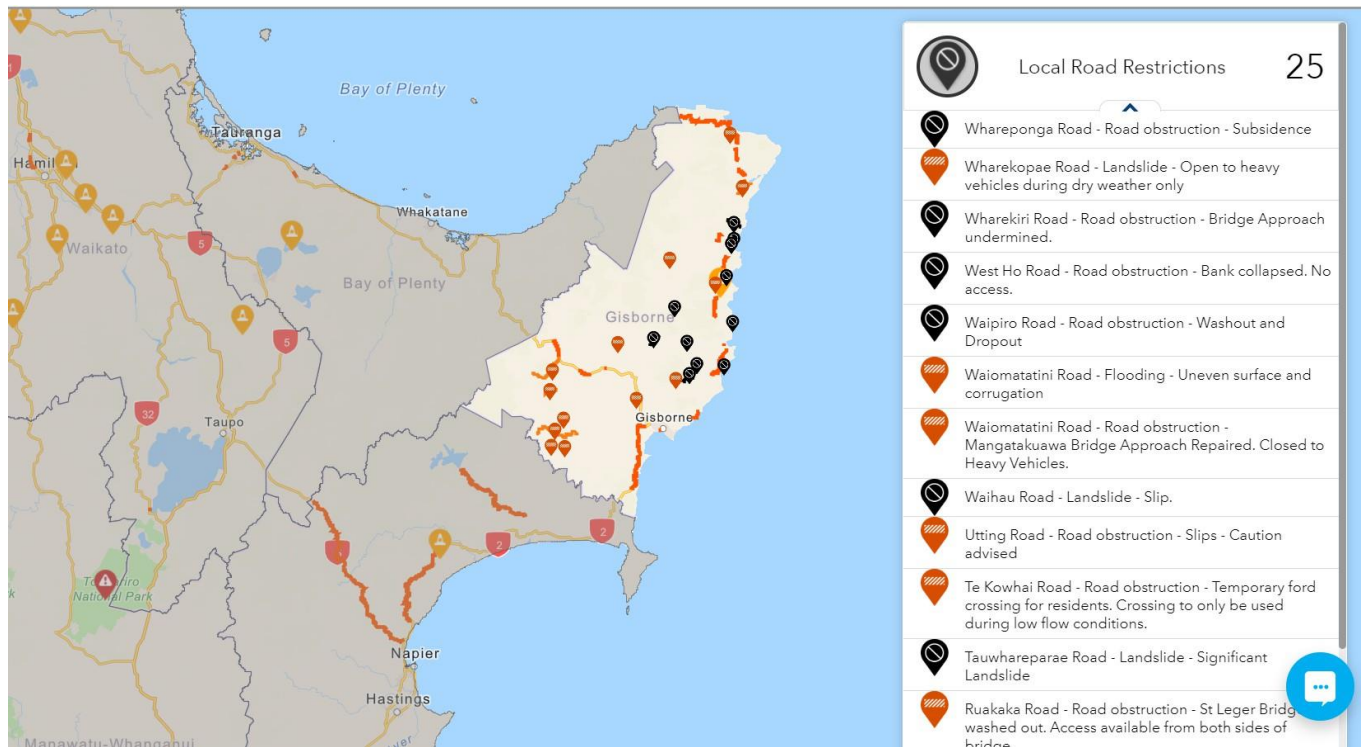 Bay of Plenty
Tauranga
Hamil
Whakatane
Waikato
5
Bay of Plenty
Gisborne
5
32
Taupo
Gisborne
2
2
National Park
Napier
Hastings
Manawatu-Whanganui
Local Road Restrictions 25
Whareponga Road - Road obstruction - Subsidence
Wharekopae Road - Landslide - Open to heavy
vehicles during dry weather only
Wharekiri Road - Road obstruction - Bridge Approach
undermined.
West Ho Road - Road obstruction - Bank collapsed. No
access.
Waipiro Road - Road obstruction - Washout and
Dropout
Waiomatatini Road - Flooding - Uneven surface and
corrugation
Waiomatatini Road - Road obstruction -
Mangatakuawa Bridge Approach Repaired. Closed to
Heavy Vehicles.
Waihau Road - Landslide - Slip.
Utting Road - Road obstruction - Slips - Caution
advised
Te Kowhai Road - Road obstruction - Temporary ford
crossing for residents. Crossing to only be used
during low flow conditions.
Tauwhareparae Road - Landslide - Significant
Landslide
Ruakaka Road - Road obstruction - St Leger Bridg
washed out. Access available from both sides of
bridge